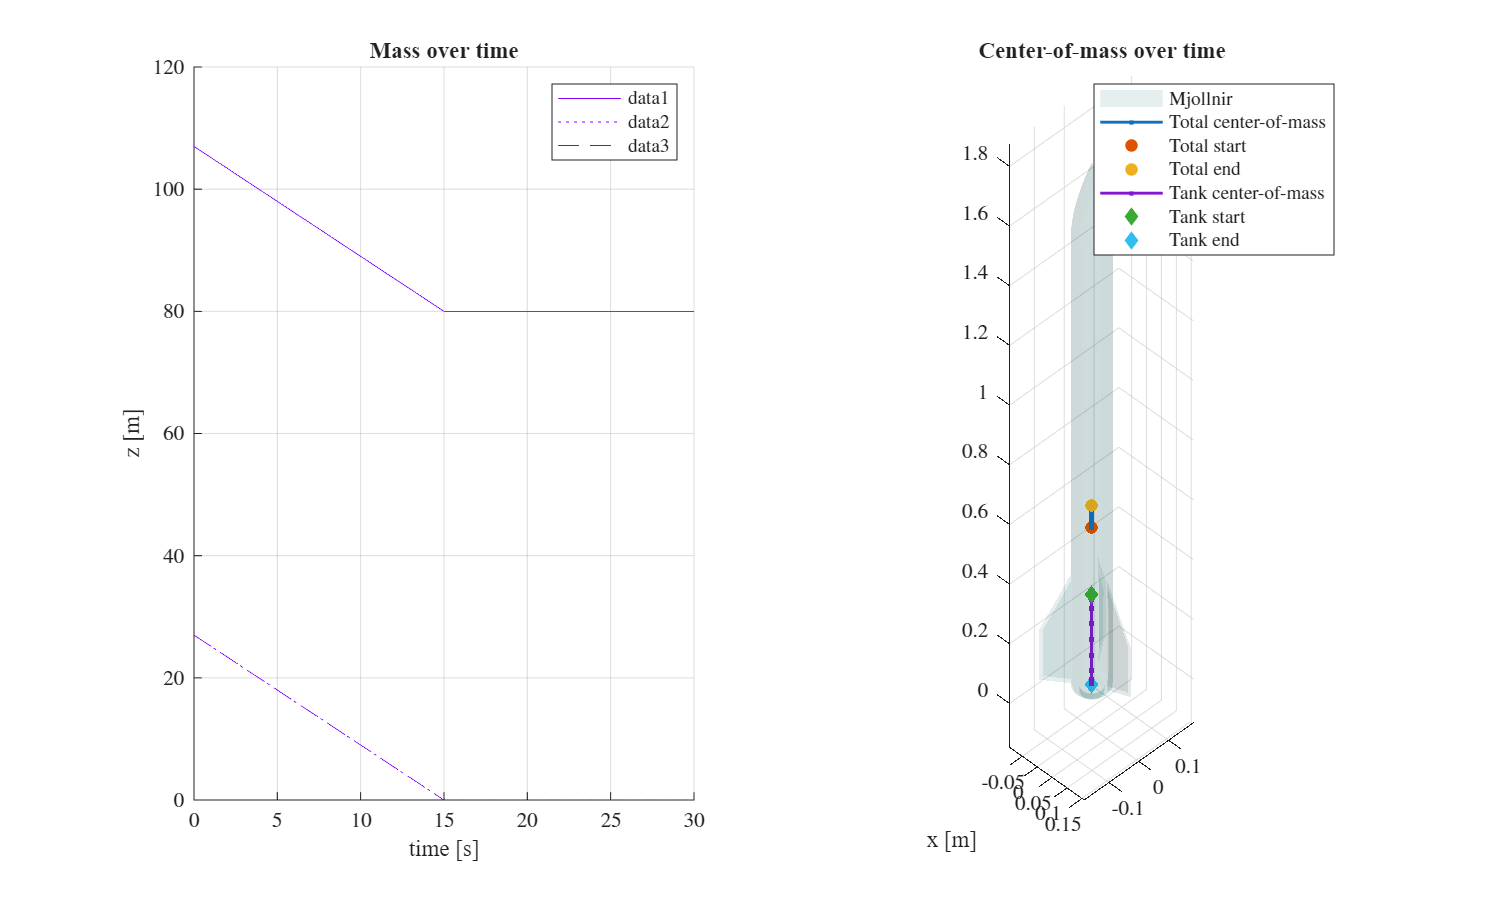 Mass over time
120
100
80
60
40
20
0
z [m]
0 5 10 15 20 25 30
time [s]
data1
data2
data3
Center-of-mass over time
Mjollnir
Total center-of-mass
Total start
Total end
Tank center-of-mass
Tank start
Tank end
1.8
1.6
1.4
1.2
1
0.8
0.6
0.4
0.2
0
-0.05
0
0.05
0.1
0.15
x [m]
-0.1
0
0.1